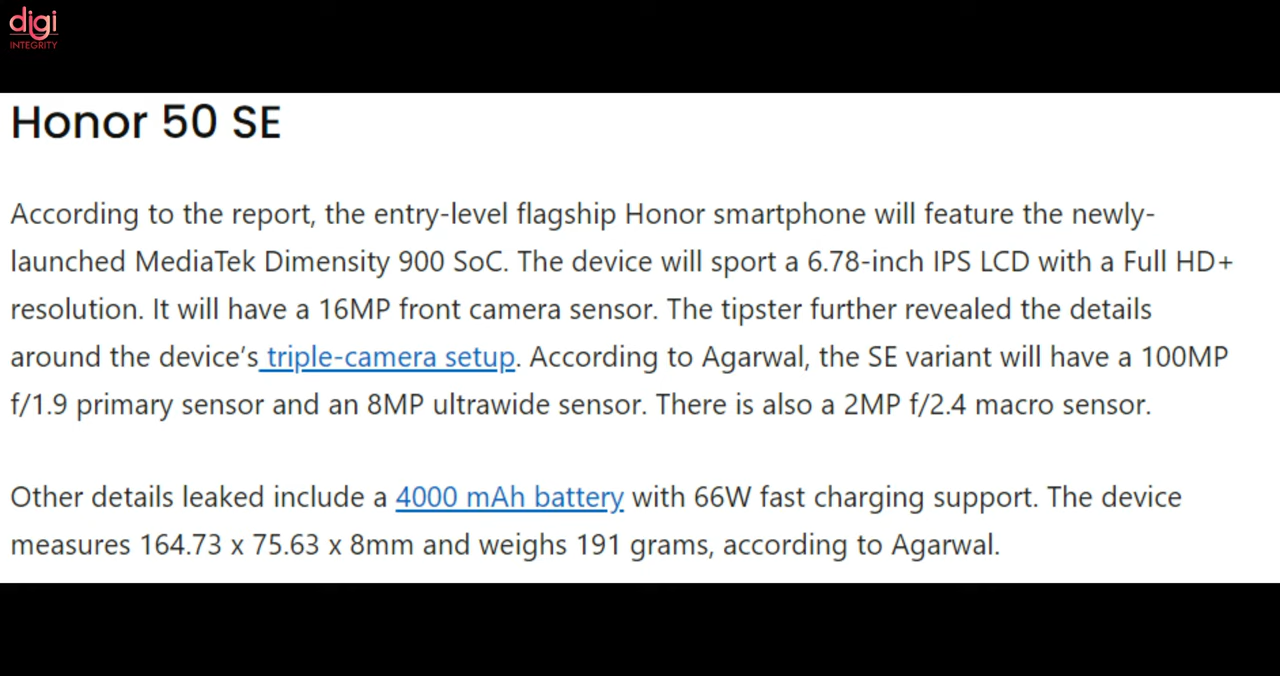 digi
INTEGRITY
Honor 50 SE
According to the report, the entry-level flagship Honor smartphone will feature the newly-
launched MediaTek Dimensity 900 SoC. The device will sport a 6.78-inch IPS LCD with a Full HD+
resolution. It will have a 16MP front camera sensor. The tipster further revealed the details
around the device’s triple-camera setup. According to Agarwal, the SE variant will have a 100MP
f/1.9 primary sensor and an 8MP ultrawide sensor. There is also a 2MP f/2.4 macro sensor.
Other details leaked include a 4000 mAh battery with 66W fast charging support. The device
measures 164.73 x 75.63 x 8mm and weighs 191 grams, according to Agarwal.